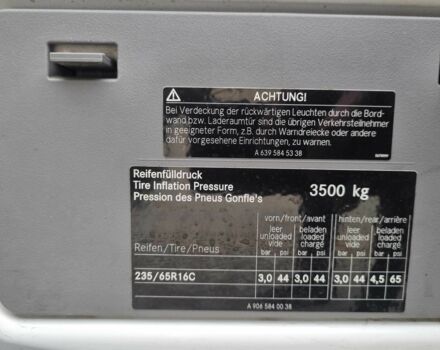 ACHTUNG!
Bei Verdeckung der rückwärtigen Leuchten durch die Bord-
wand bzw. Laderaumtür sind die übrigen Verkehrsteilnehmer
in geeigneter Form, z.B. durch Warndreiecke oder andere
dafür vorgesehene Einrichtungen, zu warnen.
A 639 584 53 38
Reifenfülldruck
Tire Inflation Pressure
Pression des Pneus Gonfle's
3500 kg
vorn/front/avant hinten/rear/arrière
leer beladen leer beladen
unloaded loaded unloaded loaded
vide chargé vide chargé
Reifen/Tire/Pneus bar psi bar psi bar psi bar psi
235/65R16C 3,0 44 3,0 44 3,0 44 4,5 65
A 906 584 00 38